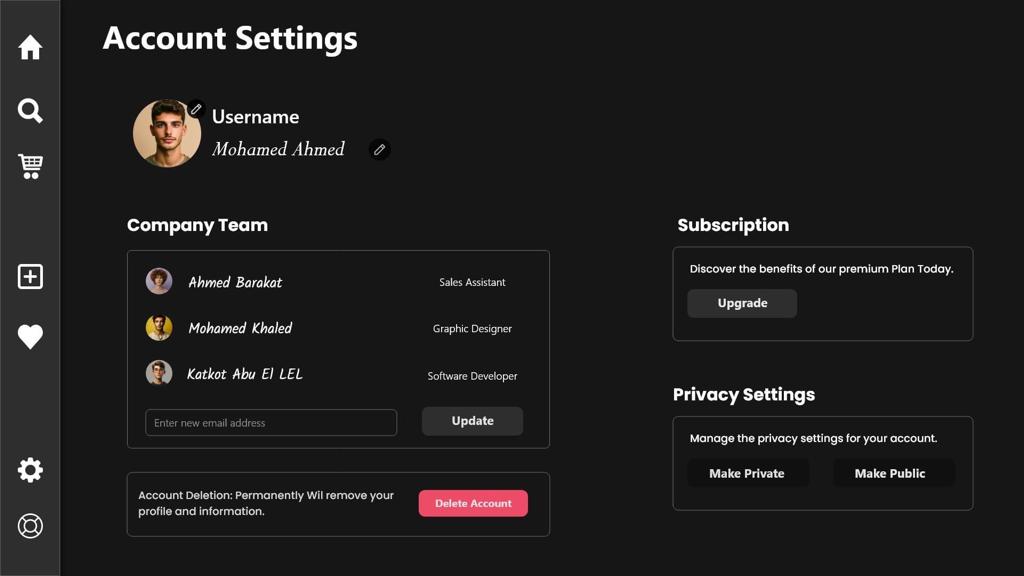 Account Settings
Username
Mohamed Ahmed
Company Team
Ahmed Barakat
Sales Assistant
Mohamed Khaled
Graphic Designer
Katkot Abu El LEL
Software Developer
Enter new email address
Update
Account Deletion: Permanently Wil remove your
profile and information.
Delete Account
Subscription
Discover the benefits of our premium Plan Today.
Upgrade
Privacy Settings
Manage the privacy settings for your account.
Make Private
Make Public